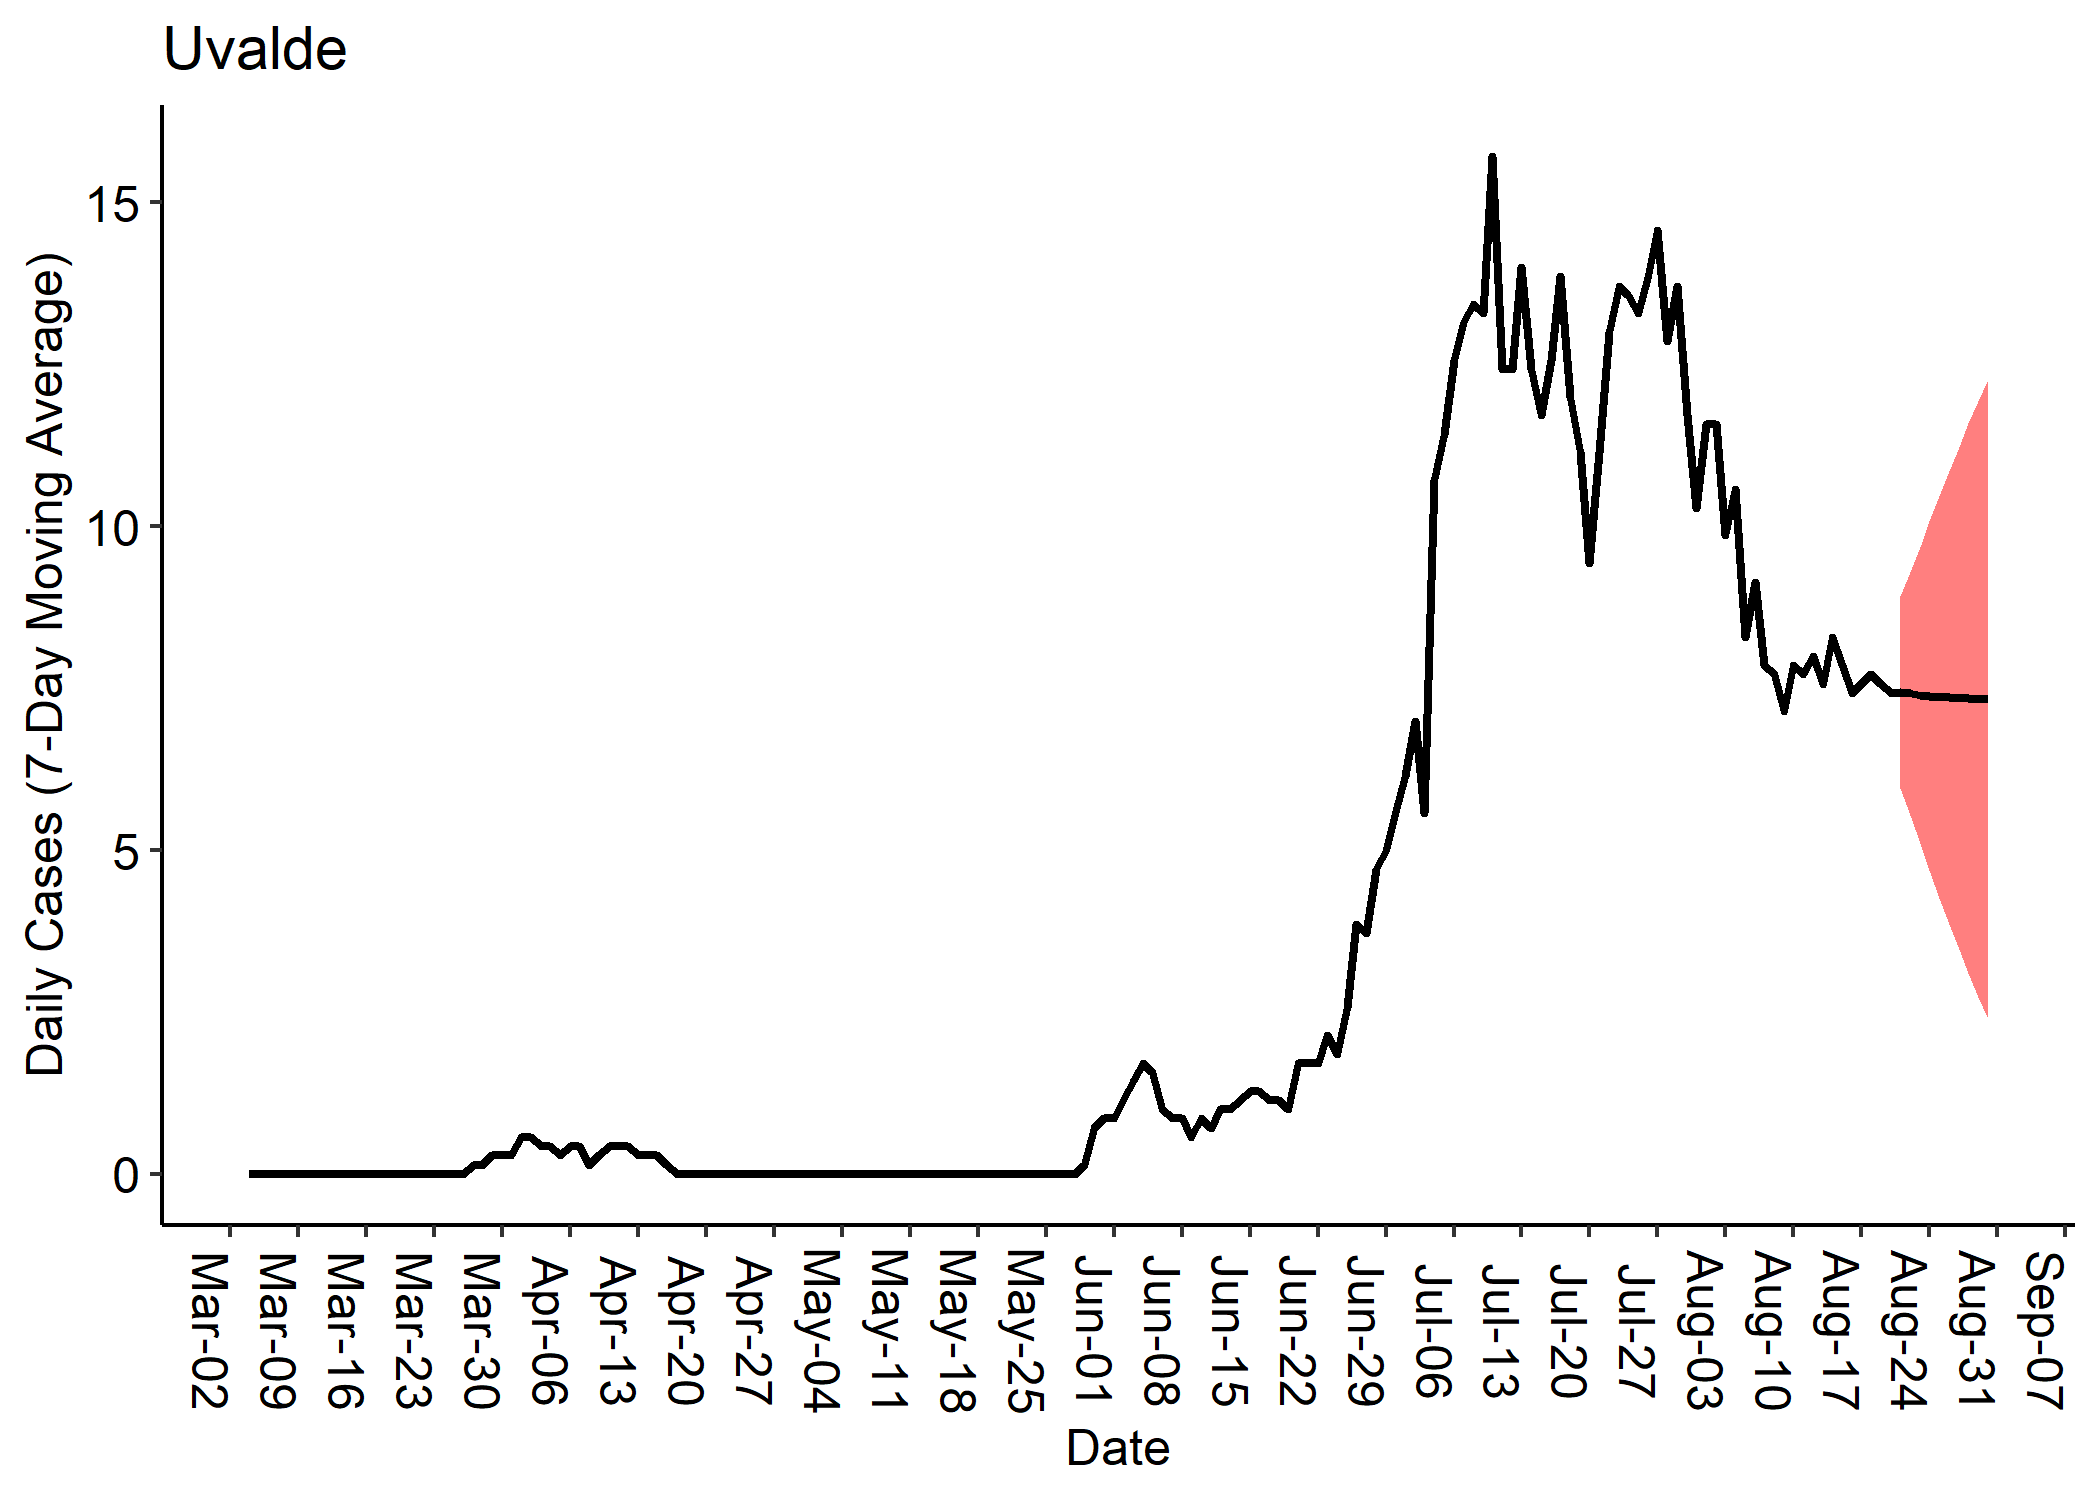 Uvalde
Daily Cases (7-Day Moving Average)
15
10
5
0
Mar-02
Mar-09
Mar-16
Mar-23
Mar-30
Apr-06
Apr-13
Apr-20
Apr-27
May-04
May-11
May-18
May-25
Jun-01
Jun-08
Jun-15
Jun-22
Jun-29
Jul-06
Jul-13
Jul-20
Jul-27
Aug-03
Aug-10
Aug-17
Aug-24
Aug-31
Sep-07
Date